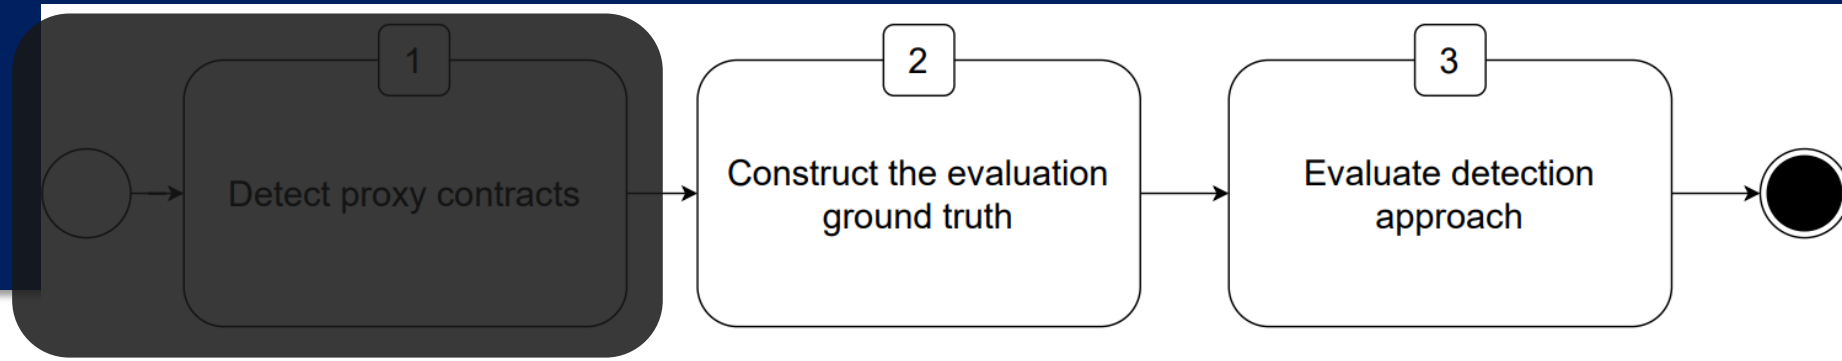 1
Detect proxy contracts
2
Construct the evaluation
ground truth
3
Evaluate detection
approach